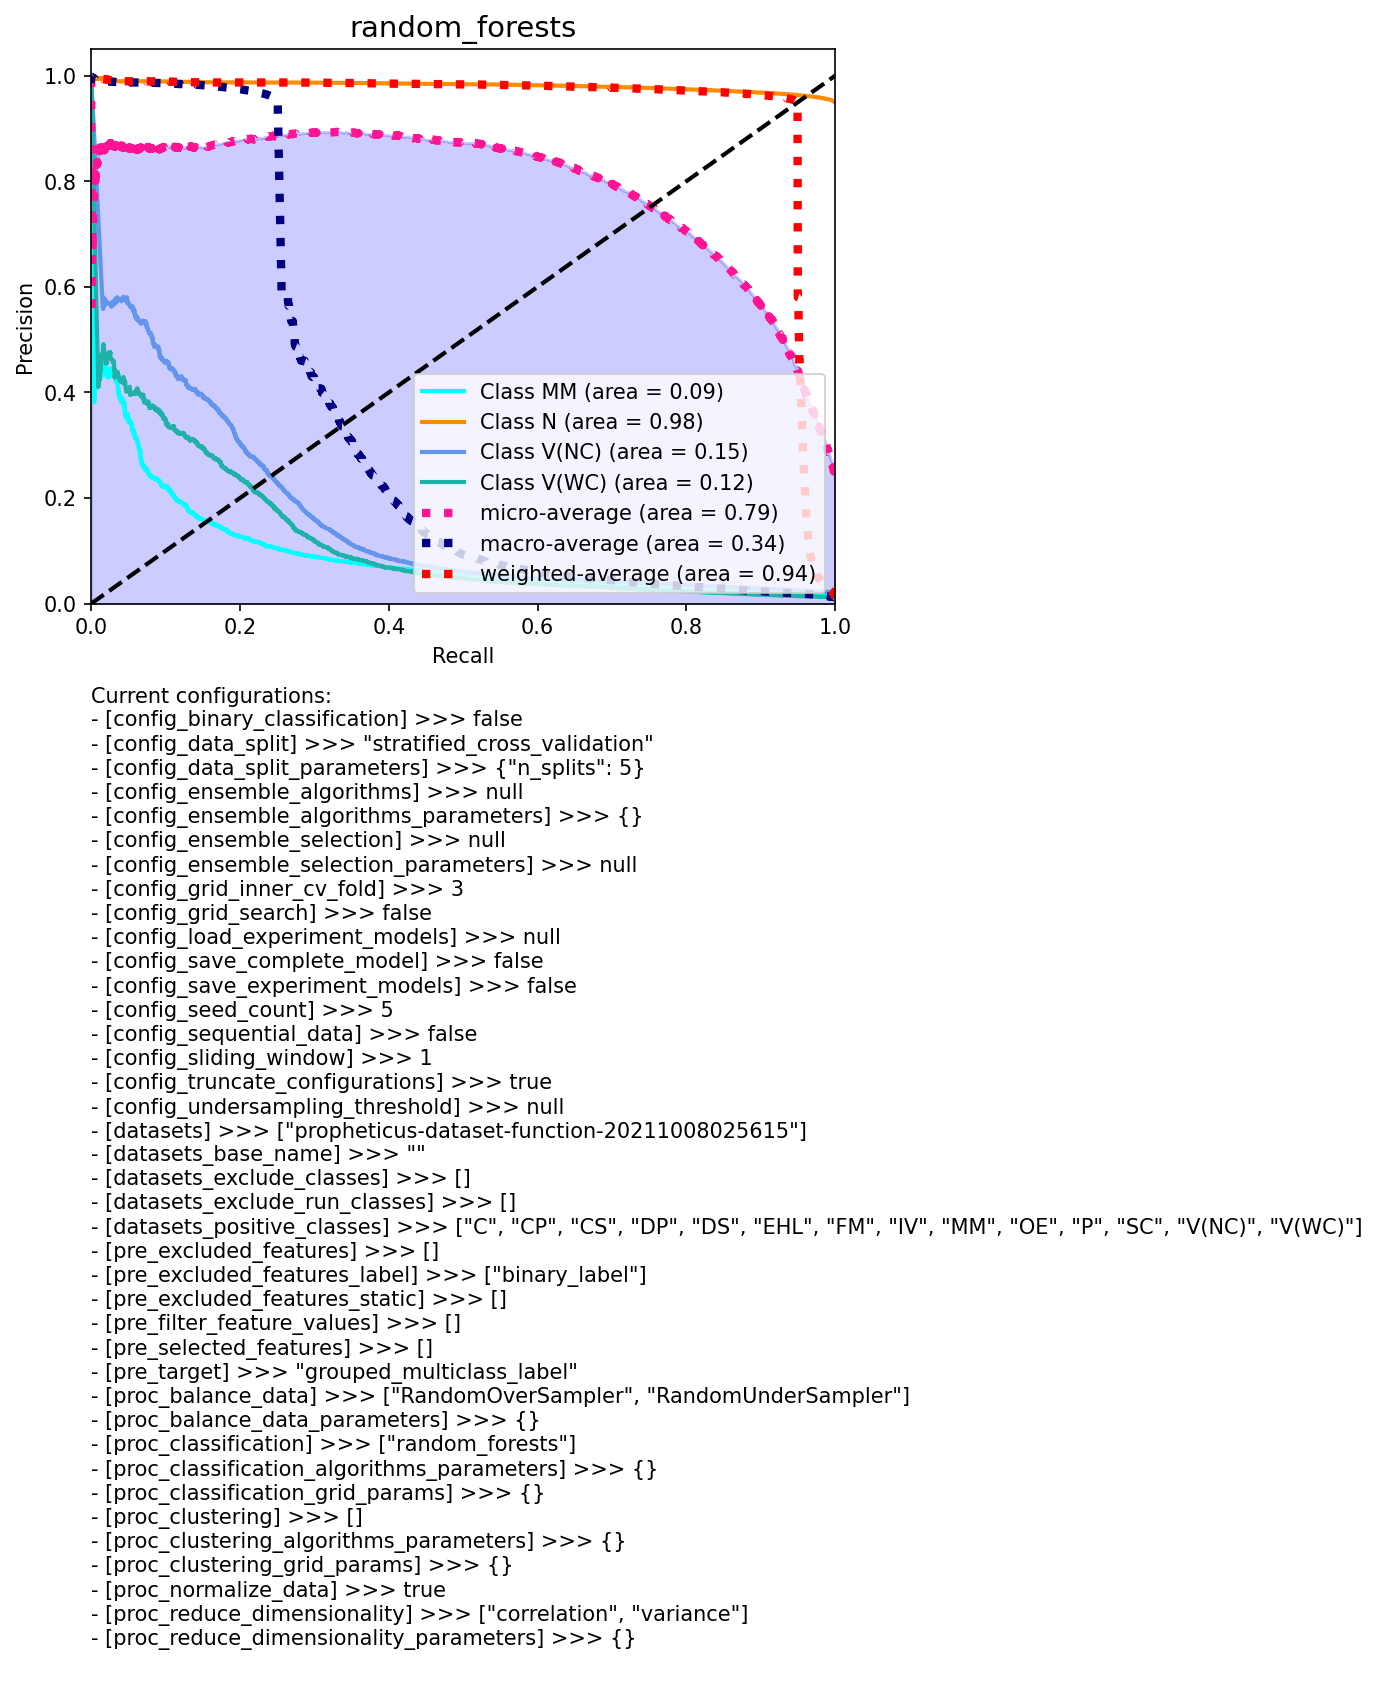 random_forests
1.0
0.8
0.6
0.4
0.2
0.0
Precision
Class MM (area = 0.09)
Class N (area = 0.98)
Class V(NC) (area = 0.15)
Class V(WC) (area = 0.12)
micro-average (area = 0.79)
macro-average (area = 0.34)
weighted-average (area = 0.94)
0.0 0.2 0.4 0.6 0.8 1.0
Recall
Current configurations:
- [config_binary_classification] >>> false
- [config_data_split] >>> "stratified_cross_validation"
- [config_data_split_parameters] >>> {"n_splits": 5}
- [config_ensemble_algorithms] >>> null
- [config_ensemble_algorithms_parameters] >>> {}
- [config_ensemble_selection] >>> null
- [config_ensemble_selection_parameters] >>> null
- [config_grid_inner_cv_fold] >>> 3
- [config_grid_search] >>> false
- [config_load_experiment_models] >>> null
- [config_save_complete_model] >>> false
- [config_save_experiment_models] >>> false
- [config_seed_count] >>> 5
- [config_sequential_data] >>> false
- [config_sliding_window] >>> 1
- [config_truncate_configurations] >>> true
- [config_undersampling_threshold] >>> null
- [datasets] >>> ["propheticus-dataset-function-20211008025615"]
- [datasets_base_name] >>> ""
- [datasets_exclude_classes] >>> []
- [datasets_exclude_run_classes] >>> []
- [datasets_positive_classes] >>> ["C", "CP", "CS", "DP", "DS", "EHL", "FM", "IV", "MM", "OE", "P", "SC", "V(NC)", "V(WC)"]
- [pre_excluded_features] >>> []
- [pre_excluded_features_label] >>> ["binary_label"]
- [pre_excluded_features_static] >>> []
- [pre_filter_feature_values] >>> []
- [pre_selected_features] >>> []
- [pre_target] >>> "grouped_multiclass_label"
- [proc_balance_data] >>> ["RandomOverSampler", "RandomUnderSampler"]
- [proc_balance_data_parameters] >>> {}
- [proc_classification] >>> ["random_forests"]
- [proc_classification_algorithms_parameters] >>> {}
- [proc_classification_grid_params] >>> {}
- [proc_clustering] >>> []
- [proc_clustering_algorithms_parameters] >>> {}
- [proc_clustering_grid_params] >>> {}
- [proc_normalize_data] >>> true
- [proc_reduce_dimensionality] >>> ["correlation", "variance"]
- [proc_reduce_dimensionality_parameters] >>> {}